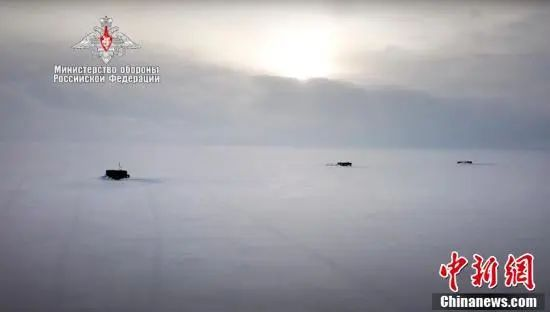 Министерство обороны
Российской Федерации
中新网
Chinanews.com